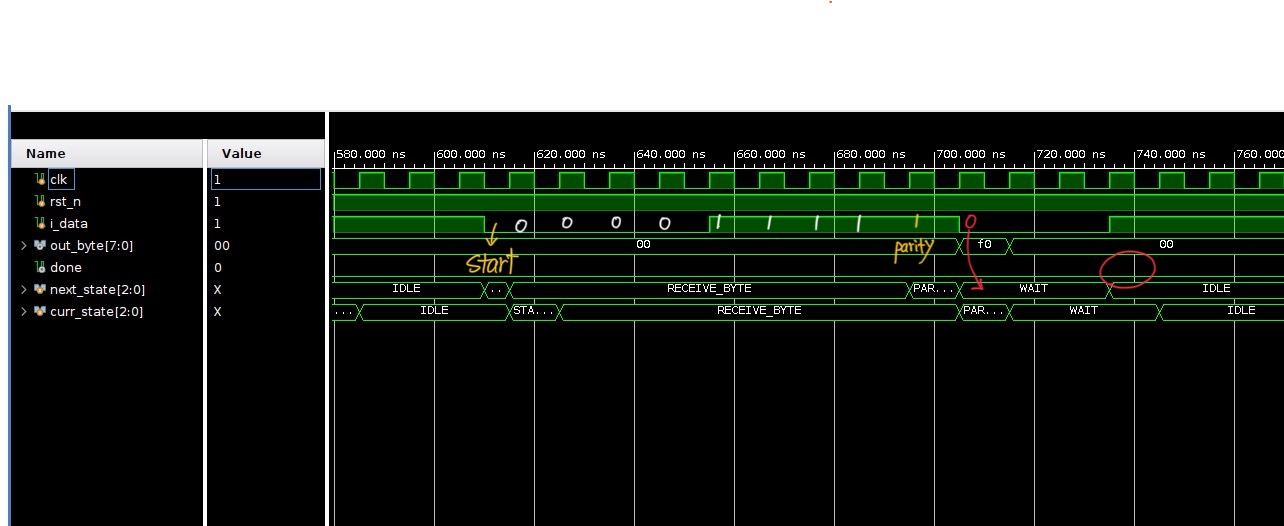 Name Value
580.000 ns 600.000 ns 620.000 ns 640.000 ns 660.000 ns 680.000 ns 700.000 ns 720.000 ns 740.000 ns 760.000
clk 1
rst_n 1
i_data 1 0 0 0 0 1 1 1 1 1 0
out_byte[7:0] 00 00 f0 00
parity
start
done 0
next_state[2:0] X IDLE .. RECEIVE_BYTE PAR... WAIT IDLE
curr_state[2:0] X ... IDLE STA... RECEIVE_BYTE PAR... WAIT IDLE